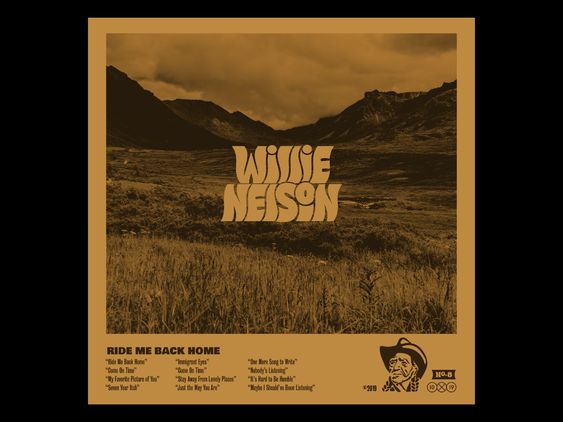 WILLIE
NELSON
RIDE ME BACK HOME
"Ride Me Back Home"
"Come On Time"
"My Favorite Picture of You"
"Seven Year Itch"
"Immigrant Eyes"
"Come On Time"
"Stay Away From Lonely Places"
"Just the Way You Are"
"One More Song to Write"
"Nobody's Listening"
"It's Hard to Be Humble"
"Maybe I Should've Been Listening"
©2019
NO. 8
10 19